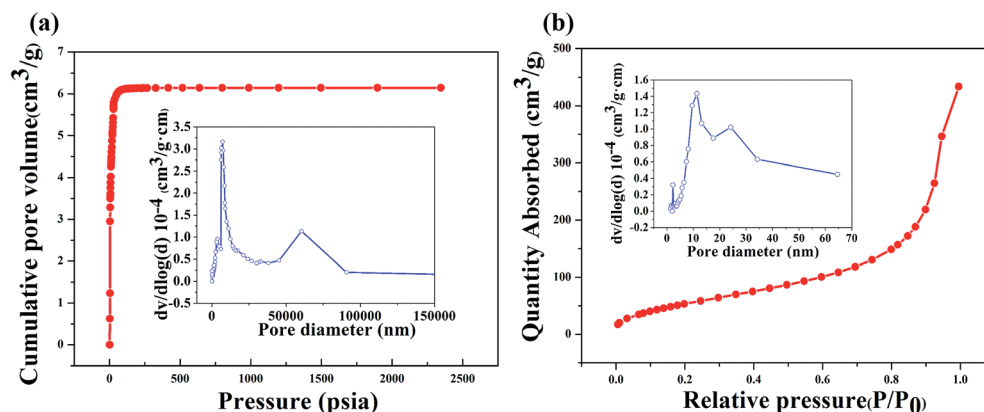 (a)
Cumulative pore volume(cm³/g)
7
6
5
4
3
2
1
0
0 500 1000 1500 2000 2500
Pressure (psia)
dv/dlog(d) 10⁻⁴ (cm³/g·cm)
3.5
3.0
2.5
2.0
1.5
1.0
0.5
0.0
-0.5
0 50000 100000 150000
Pore diameter (nm)
(b)
Quantity Absorbed (cm³/g)
500
400
300
200
100
0
0.0 0.2 0.4 0.6 0.8 1.0
Relative pressure(P/P₀)
dv/dlog(d) 10⁻⁴ (cm³/g·cm)
1.6
1.4
1.2
1.0
0.8
0.6
0.4
0.2
0.0
0 10 20 30 40 50 60 70
Pore diameter (nm)